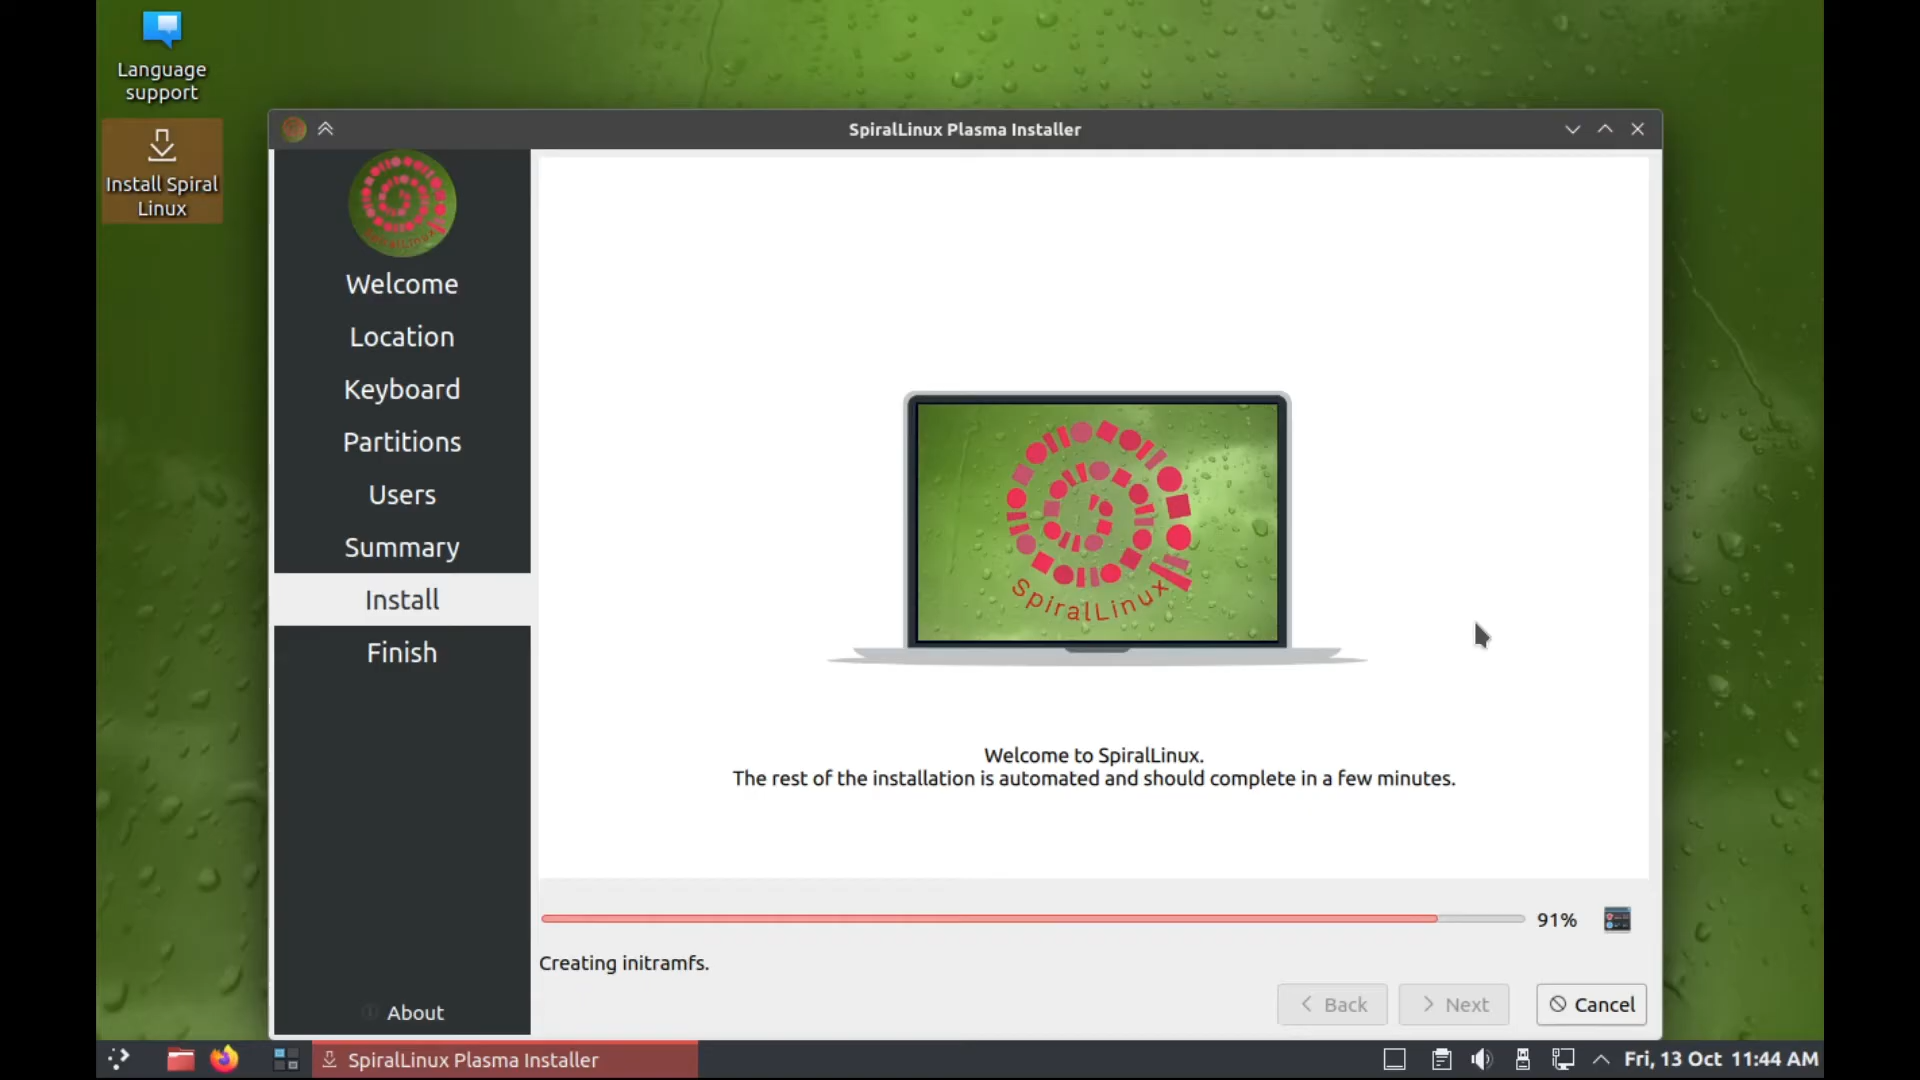 Language
support
Install Spiral
Linux
SpiralLinux Plasma Installer
SpiralLinux
Welcome
Location
Keyboard
Partitions
Users
Summary
Install
Finish
About
SpiralLinux
Welcome to SpiralLinux.
The rest of the installation is automated and should complete in a few minutes.
91%
Creating initramfs.
Back
Next
Cancel
SpiralLinux Plasma Installer
Fri, 13 Oct 11:44 AM